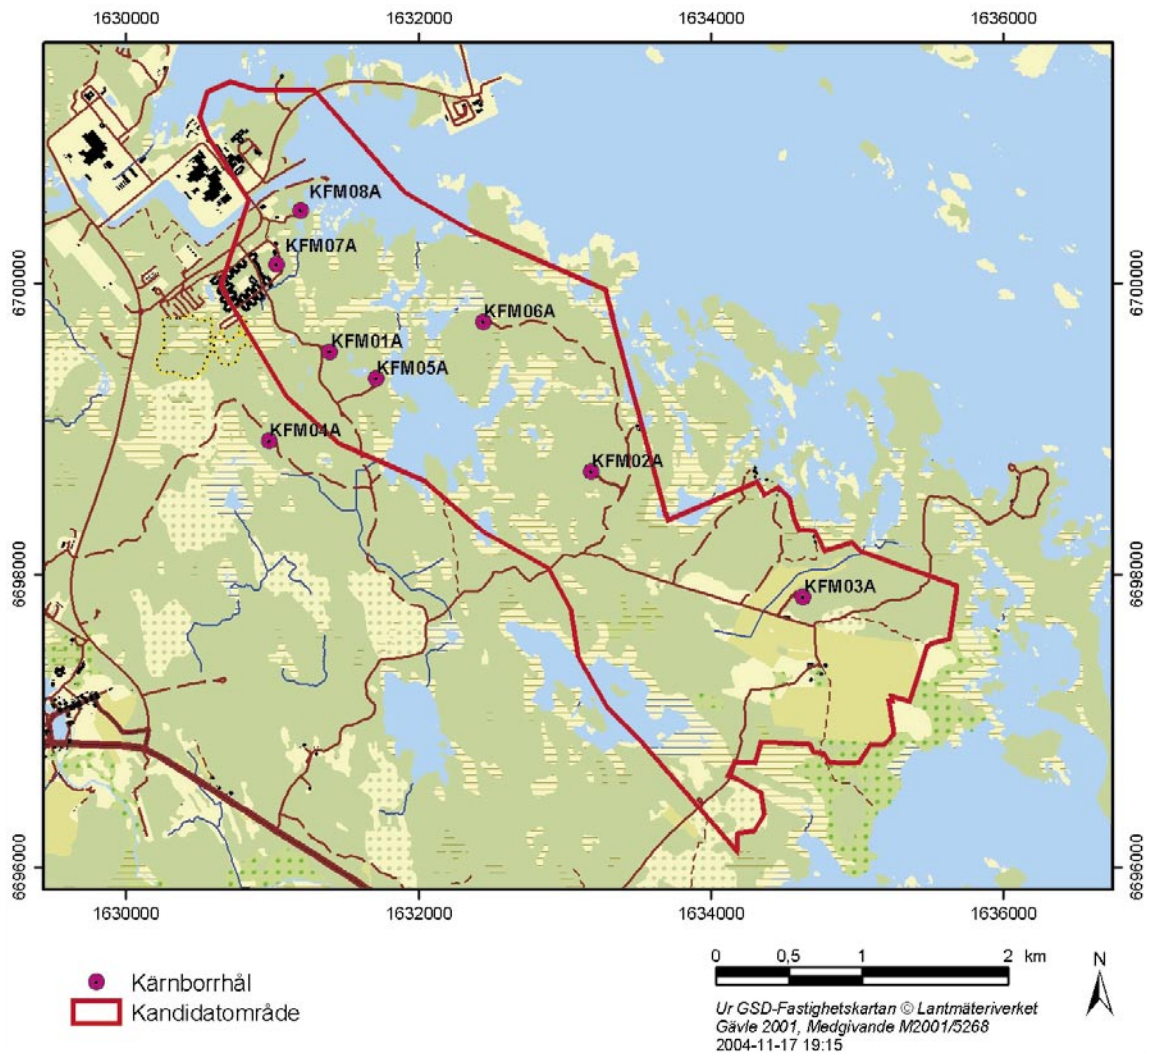 1630000 1632000 1634000 1636000
KFM08A
KFM07A
6700000 6700000
KFM06A
KFM01A
KFM05A
KFM04A
KFM02A
6698000 6698000
KFM03A
6696000 6696000
1630000 1632000 1634000 1636000
0 0,5 1 2 km
N
Kärnborrhål
Kandidatområde
Ur GSD-Fastighetskartan © Lantmäteriverket
Gävle 2001, Medgivande M2001/5268
2004-11-17 19:15